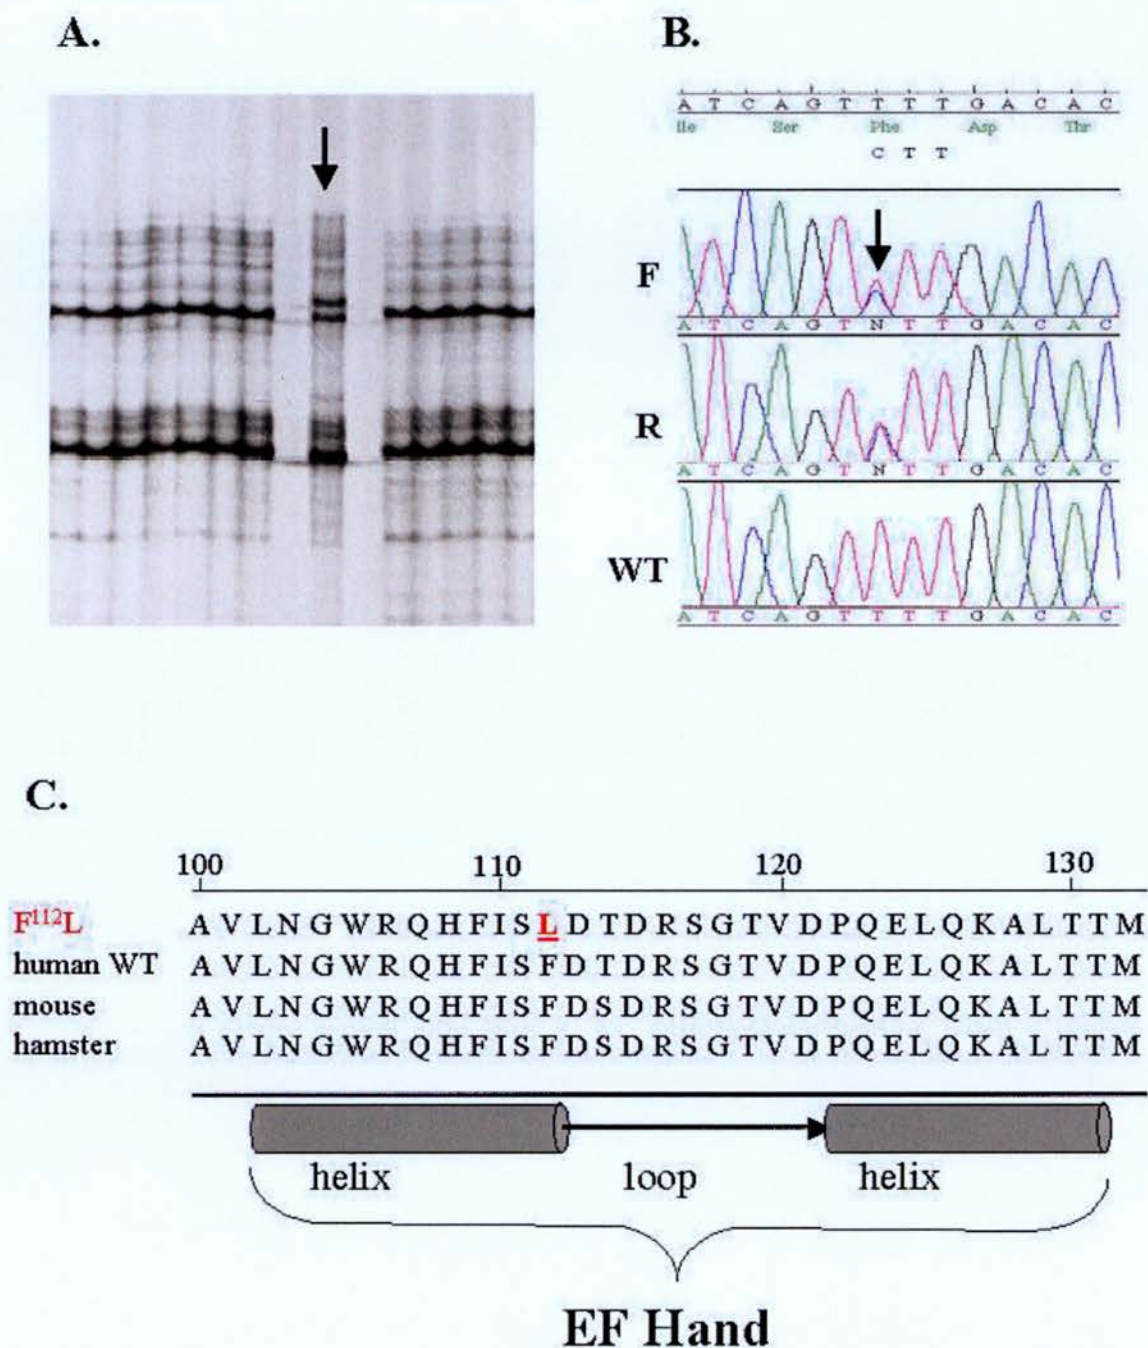 A.
B.
A T C A G T T T T G A C A C
Ile Ser Phe Asp Thr
C T T
F
A T C A G T N T T G A C A C
R
A T C A G T N T T G A C A C
WT
A T C A G T T T T G A C A C
C.
100 110 120 130
F112L A V L N G W R Q H F I S L D T D R S G T V D P Q E L Q K A L T T M
human WT A V L N G W R Q H F I S F D T D R S G T V D P Q E L Q K A L T T M
mouse A V L N G W R Q H F I S F D S D R S G T V D P Q E L Q K A L T T M
hamster A V L N G W R Q H F I S F D S D R S G T V D P Q E L Q K A L T T M
helix loop helix
EF Hand